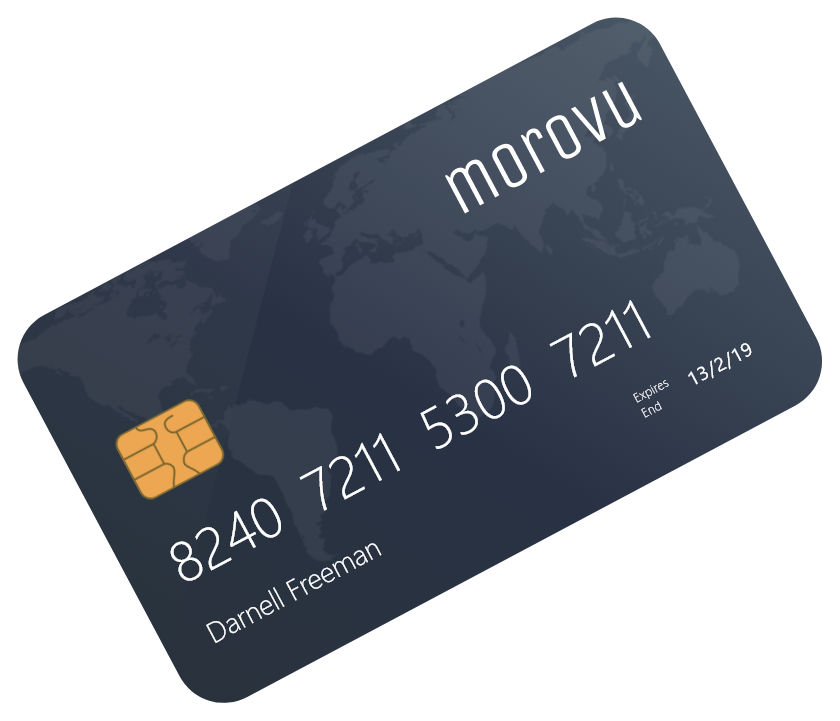 morovu
8240 7211 5300 7211
Expires
End
13/2/19
Darnell Freeman